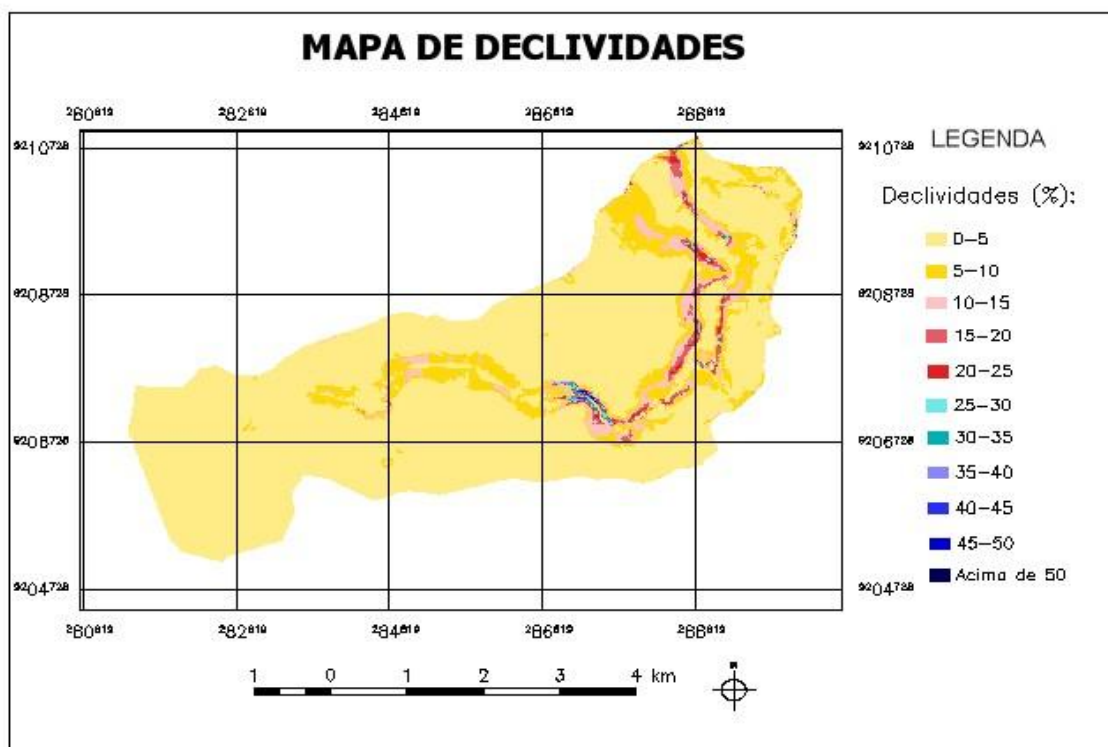 MAPA DE DECLIVIDADES
280619 282619 284619 286619 288619
9210728 9210728
9208728 9208728
9206728 9206728
9204728 9204728
280619 282619 284619 286619 288619
LEGENDA
Declividades (%):
0-5
5-10
10-15
15-20
20-25
25-30
30-35
35-40
40-45
45-50
Acima de 50
1 0 1 2 3 4 km
N